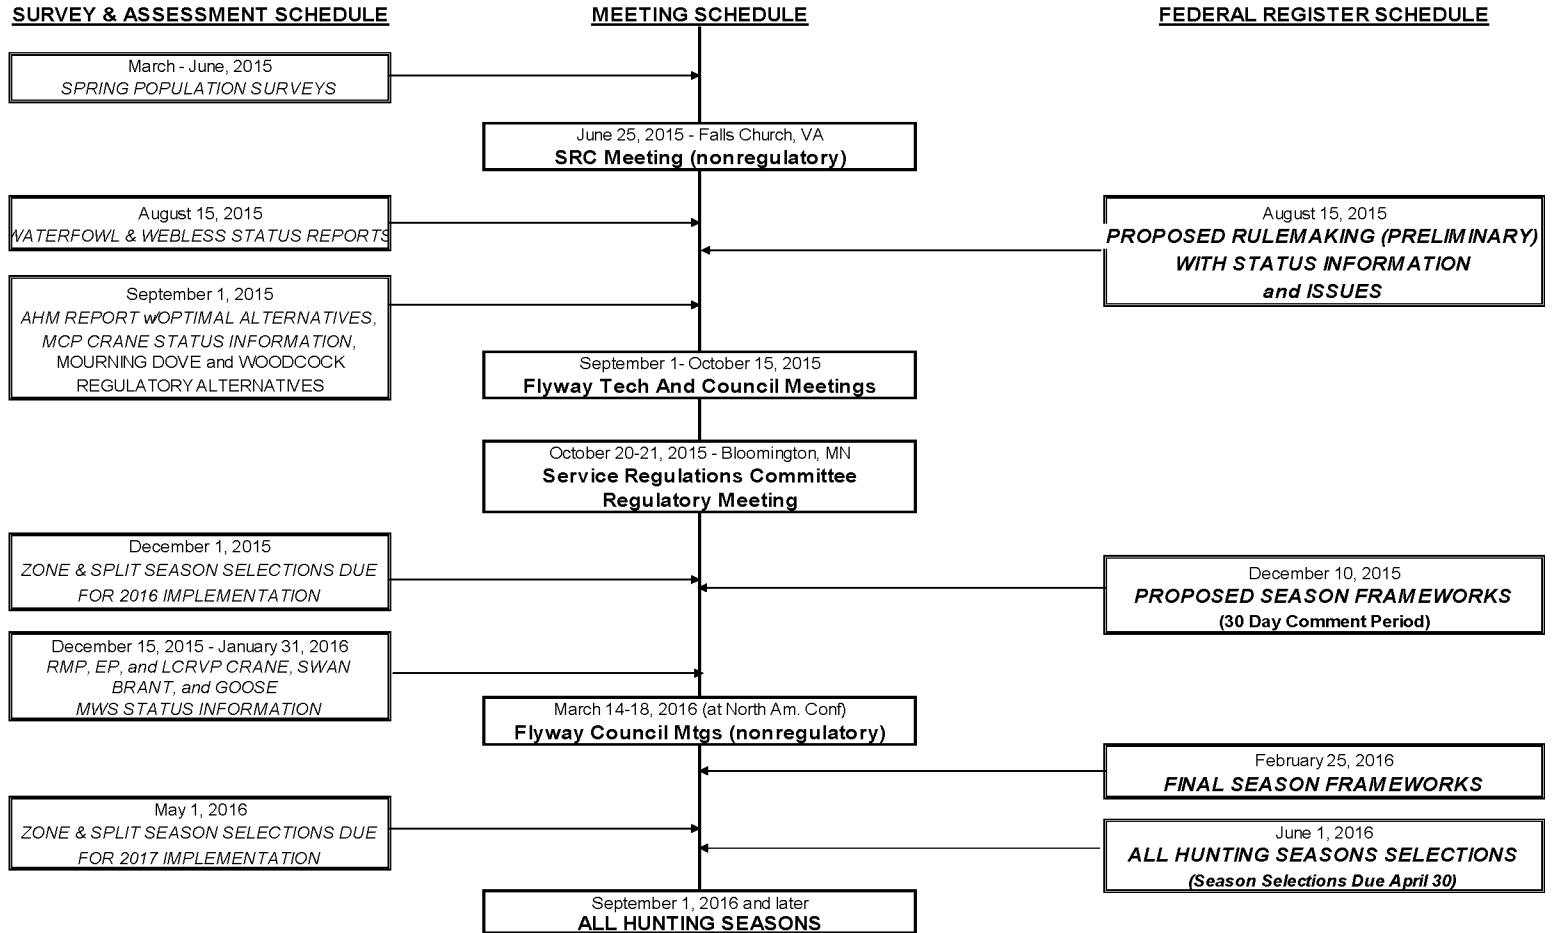 SURVEY & ASSESSMENT SCHEDULE
MEETING SCHEDULE
FEDERAL REGISTER SCHEDULE
March - June, 2015
SPRING POPULATION SURVEYS
June 25, 2015 - Falls Church, VA
SRC Meeting (nonregulatory)
August 15, 2015
WATERFOWL & WEBLESS STATUS REPORTS
August 15, 2015
PROPOSED RULEMAKING (PRELIMINARY)
WITH STATUS INFORMATION
and ISSUES
September 1, 2015
AHM REPORT w/OPTIMAL ALTERNATIVES,
MCP CRANE STATUS INFORMATION,
MOURNING DOVE and WOODCOCK
REGULATORY ALTERNATIVES
September 1- October 15, 2015
Flyway Tech And Council Meetings
October 20-21, 2015 - Bloomington, MN
Service Regulations Committee
Regulatory Meeting
December 1, 2015
ZONE & SPLIT SEASON SELECTIONS DUE
FOR 2016 IMPLEMENTATION
December 10, 2015
PROPOSED SEASON FRAMEWORKS
(30 Day Comment Period)
December 15, 2015 - January 31, 2016
RMP, EP, and LCRVP CRANE, SWAN
BRANT, and GOOSE
MWS STATUS INFORMATION
March 14-18, 2016 (at North Am. Conf)
Flyway Council Mtgs (nonregulatory)
February 25, 2016
FINAL SEASON FRAMEWORKS
May 1, 2016
ZONE & SPLIT SEASON SELECTIONS DUE
FOR 2017 IMPLEMENTATION
June 1, 2016
ALL HUNTING SEASONS SELECTIONS
(Season Selections Due April 30)
September 1, 2016 and later
ALL HUNTING SEASONS